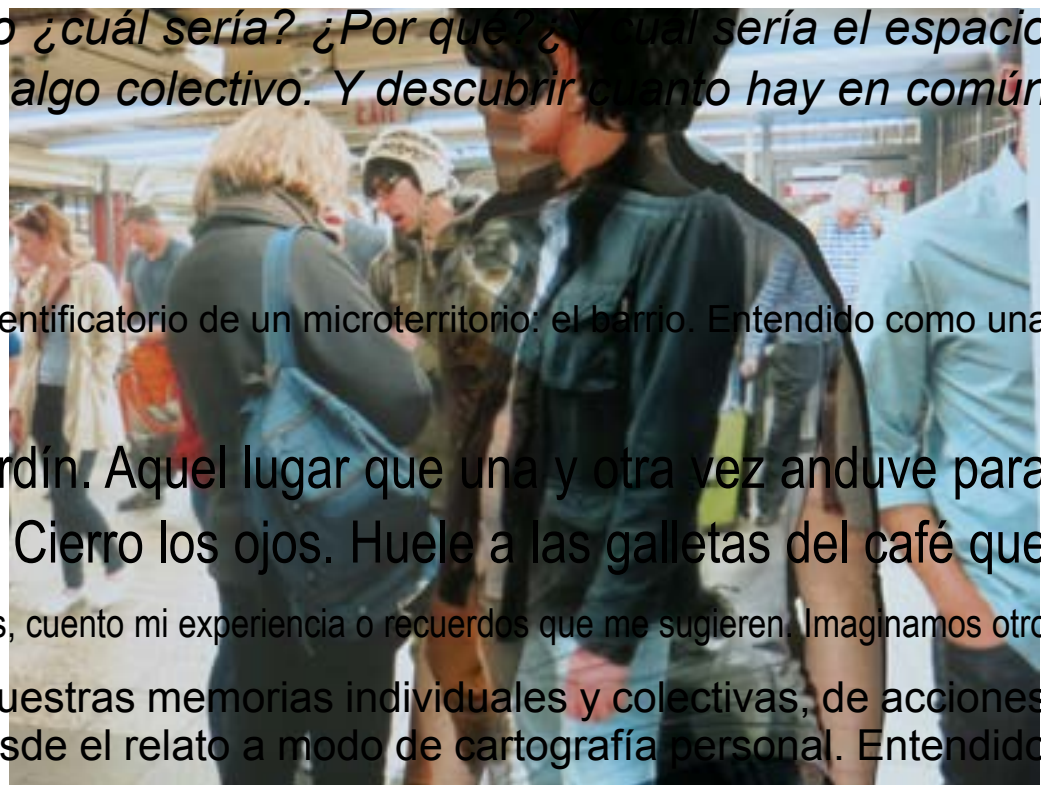 o ¿cuál sería? ¿Por qué?¿Y cuál sería el espacio
algo colectivo. Y descubrir cuanto hay en común
CAFE
entificatorio de un microterritorio: el barrio. Entendido como una
rdín. Aquel lugar que una y otra vez anduve para
Cierro los ojos. Huele a las galletas del café que
s, cuento mi experiencia o recuerdos que me sugieren. Imaginamos otro
uestras memorias individuales y colectivas, de acciones
sde el relato a modo de cartografía personal. Entendido